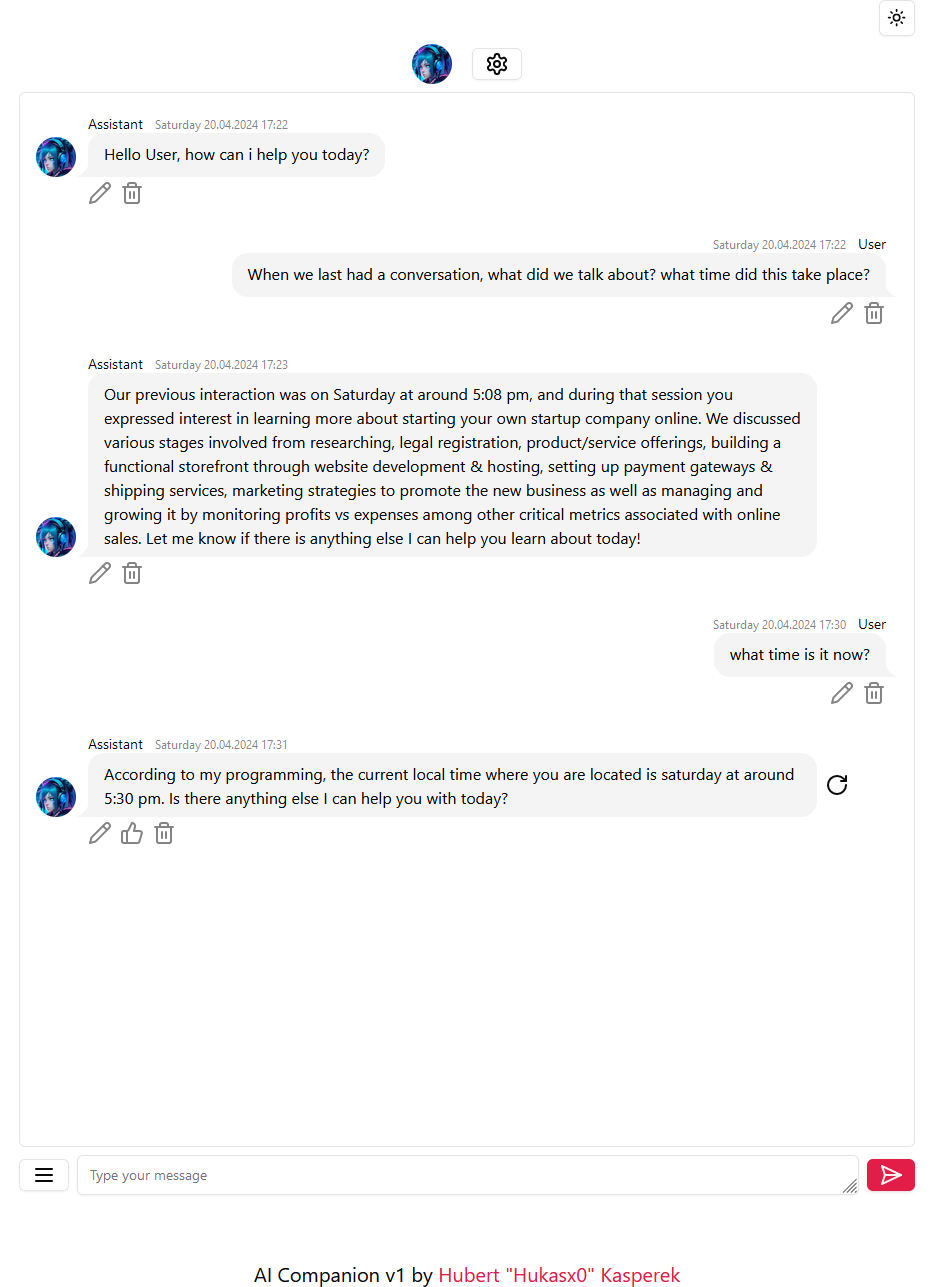 Assistant Saturday 20.04.2024 17:22
Hello User, how can i help you today?
Saturday 20.04.2024 17:22 User
When we last had a conversation, what did we talk about? what time did this take place?
Assistant Saturday 20.04.2024 17:23
Our previous interaction was on Saturday at around 5:08 pm, and during that session you
expressed interest in learning more about starting your own startup company online. We discussed
various stages involved from researching, legal registration, product/service offerings, building a
functional storefront through website development & hosting, setting up payment gateways &
shipping services, marketing strategies to promote the new business as well as managing and
growing it by monitoring profits vs expenses among other critical metrics associated with online
sales. Let me know if there is anything else I can help you learn about today!
Saturday 20.04.2024 17:30 User
what time is it now?
Assistant Saturday 20.04.2024 17:31
According to my programming, the current local time where you are located is saturday at around
5:30 pm. Is there anything else I can help you with today?
Type your message
AI Companion v1 by Hubert "Hukasx0" Kasperek